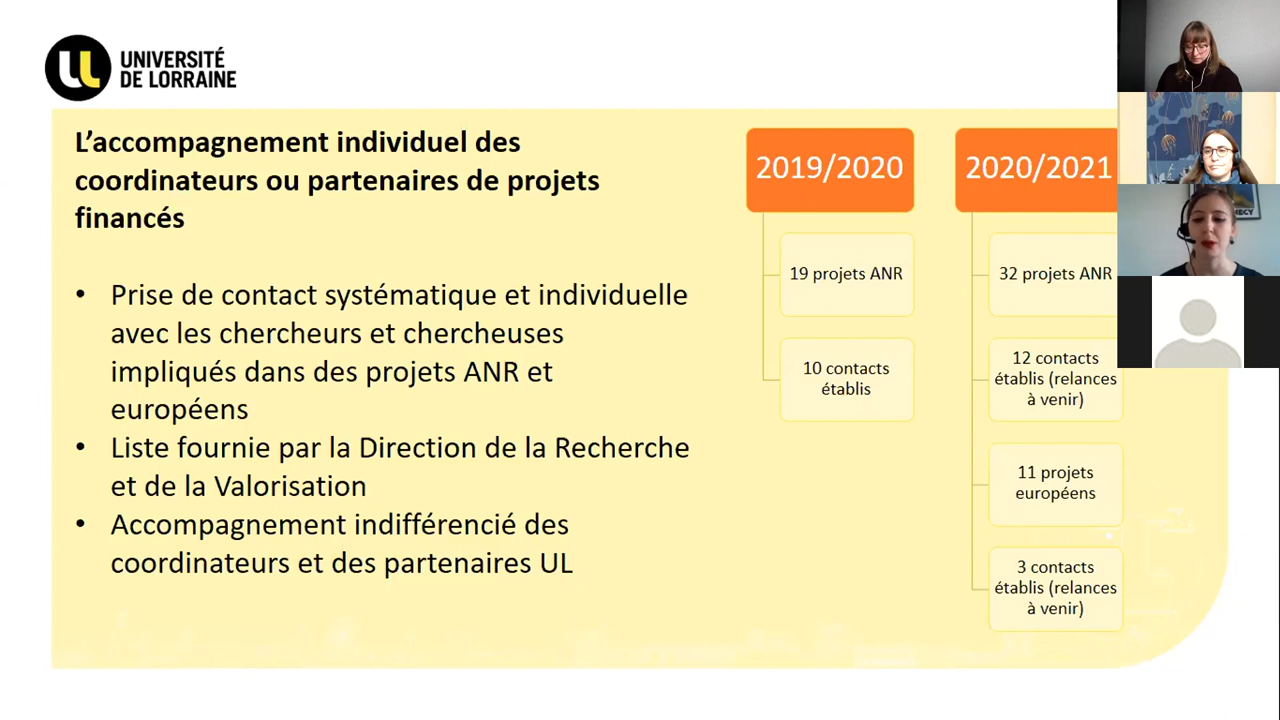 UNIVERSITÉ
DE LORRAINE
L'accompagnement individuel des
coordinateurs ou partenaires de projets
financés
• Prise de contact systématique et individuelle
avec les chercheurs et chercheuses
impliqués dans des projets ANR et
européens
• Liste fournie par la Direction de la Recherche
et de la Valorisation
• Accompagnement indifférencié des
coordinateurs et des partenaires UL
2019/2020
19 projets ANR
10 contacts
établis
2020/2021
32 projets ANR
12 contacts
établis (relances
à venir)
11 projets
européens
3 contacts
établis (relances
à venir)